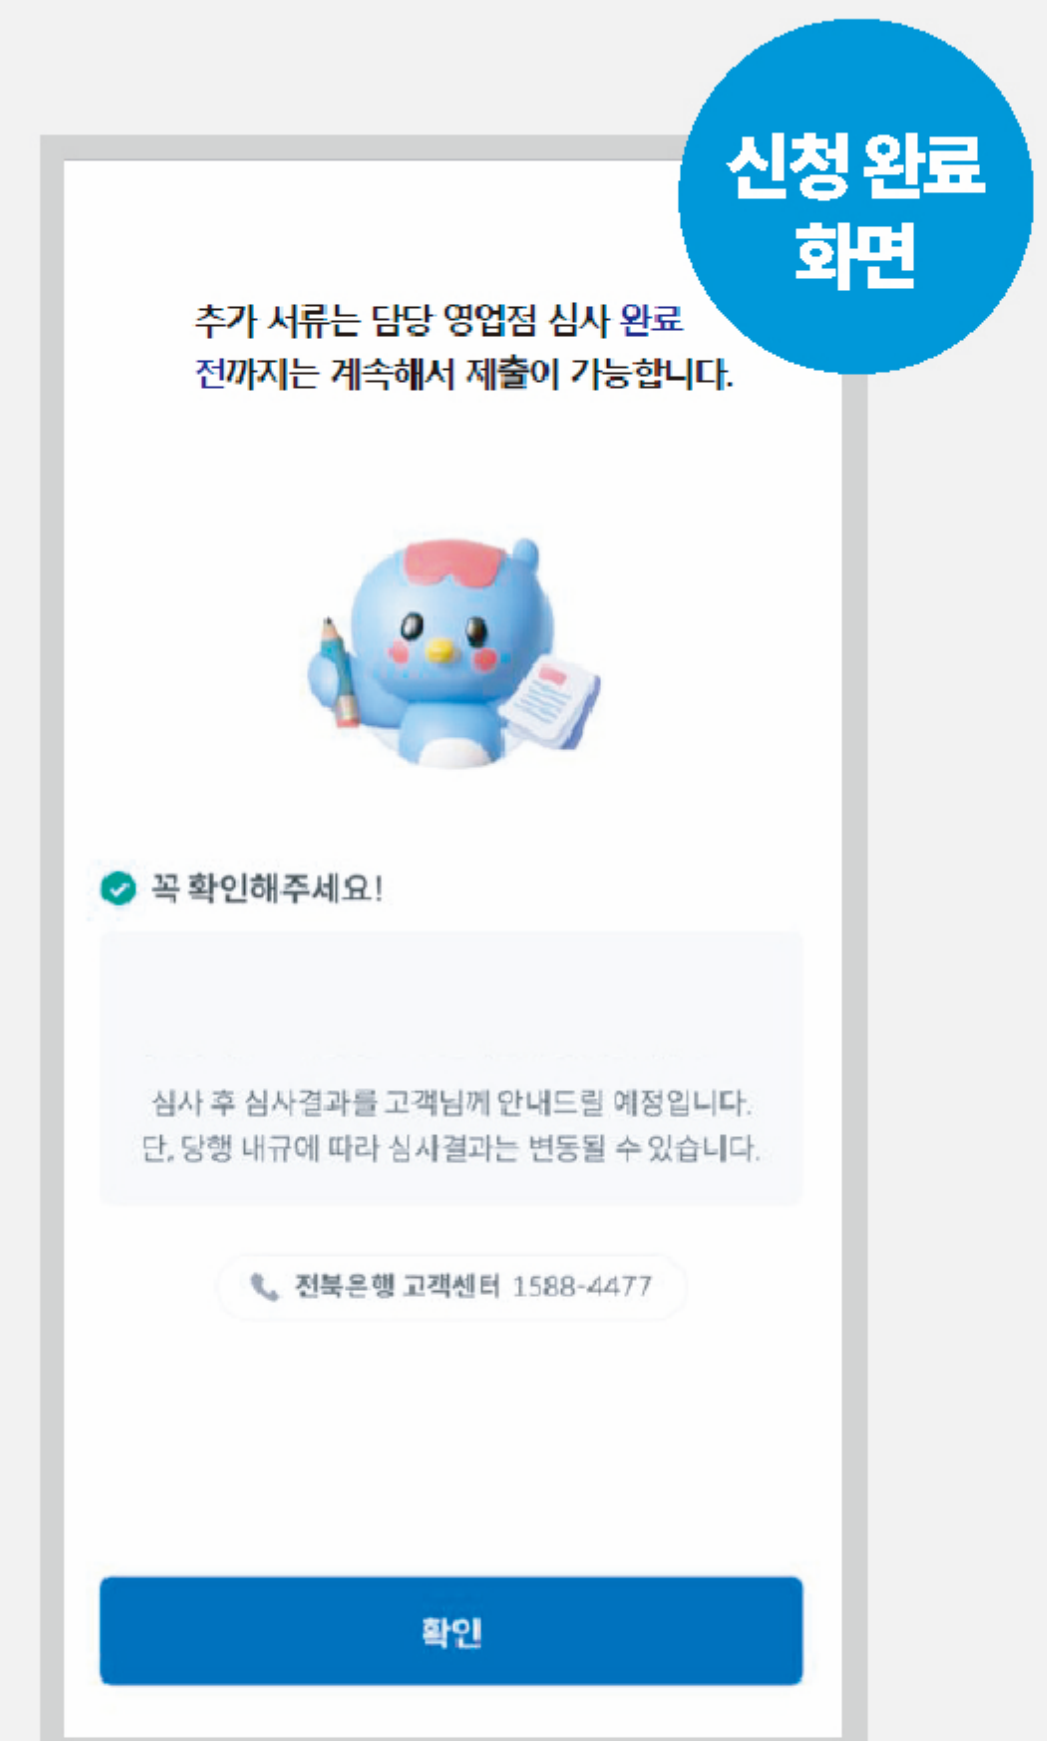 신청 완료
화면
추가 서류는 담당 영업점 심사 완료
전까지는 계속해서 제출이 가능합니다.
꼭 확인해주세요!
심사 후 심사결과를 고객님께 안내드릴 예정입니다.
단, 당행 내규에 따라 심사결과는 변동될 수 있습니다.
전북은행 고객센터 1588-4477
확인